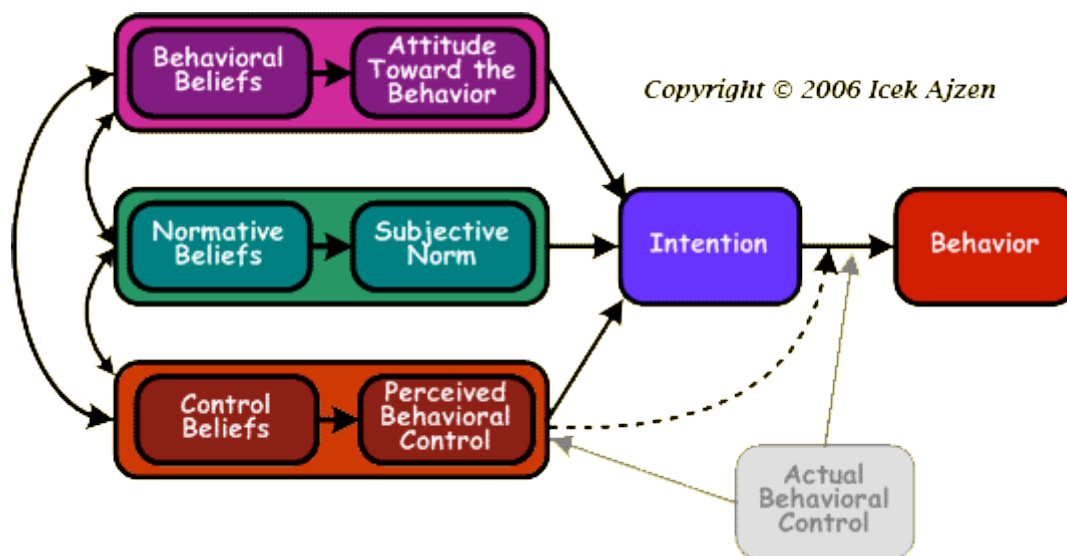 Behavioral
Beliefs
Attitude
Toward the
Behavior
Copyright © 2006 Icek Ajzen
Normative
Beliefs
Subjective
Norm
Intention
Behavior
Control
Beliefs
Perceived
Behavioral
Control
Actual
Behavioral
Control